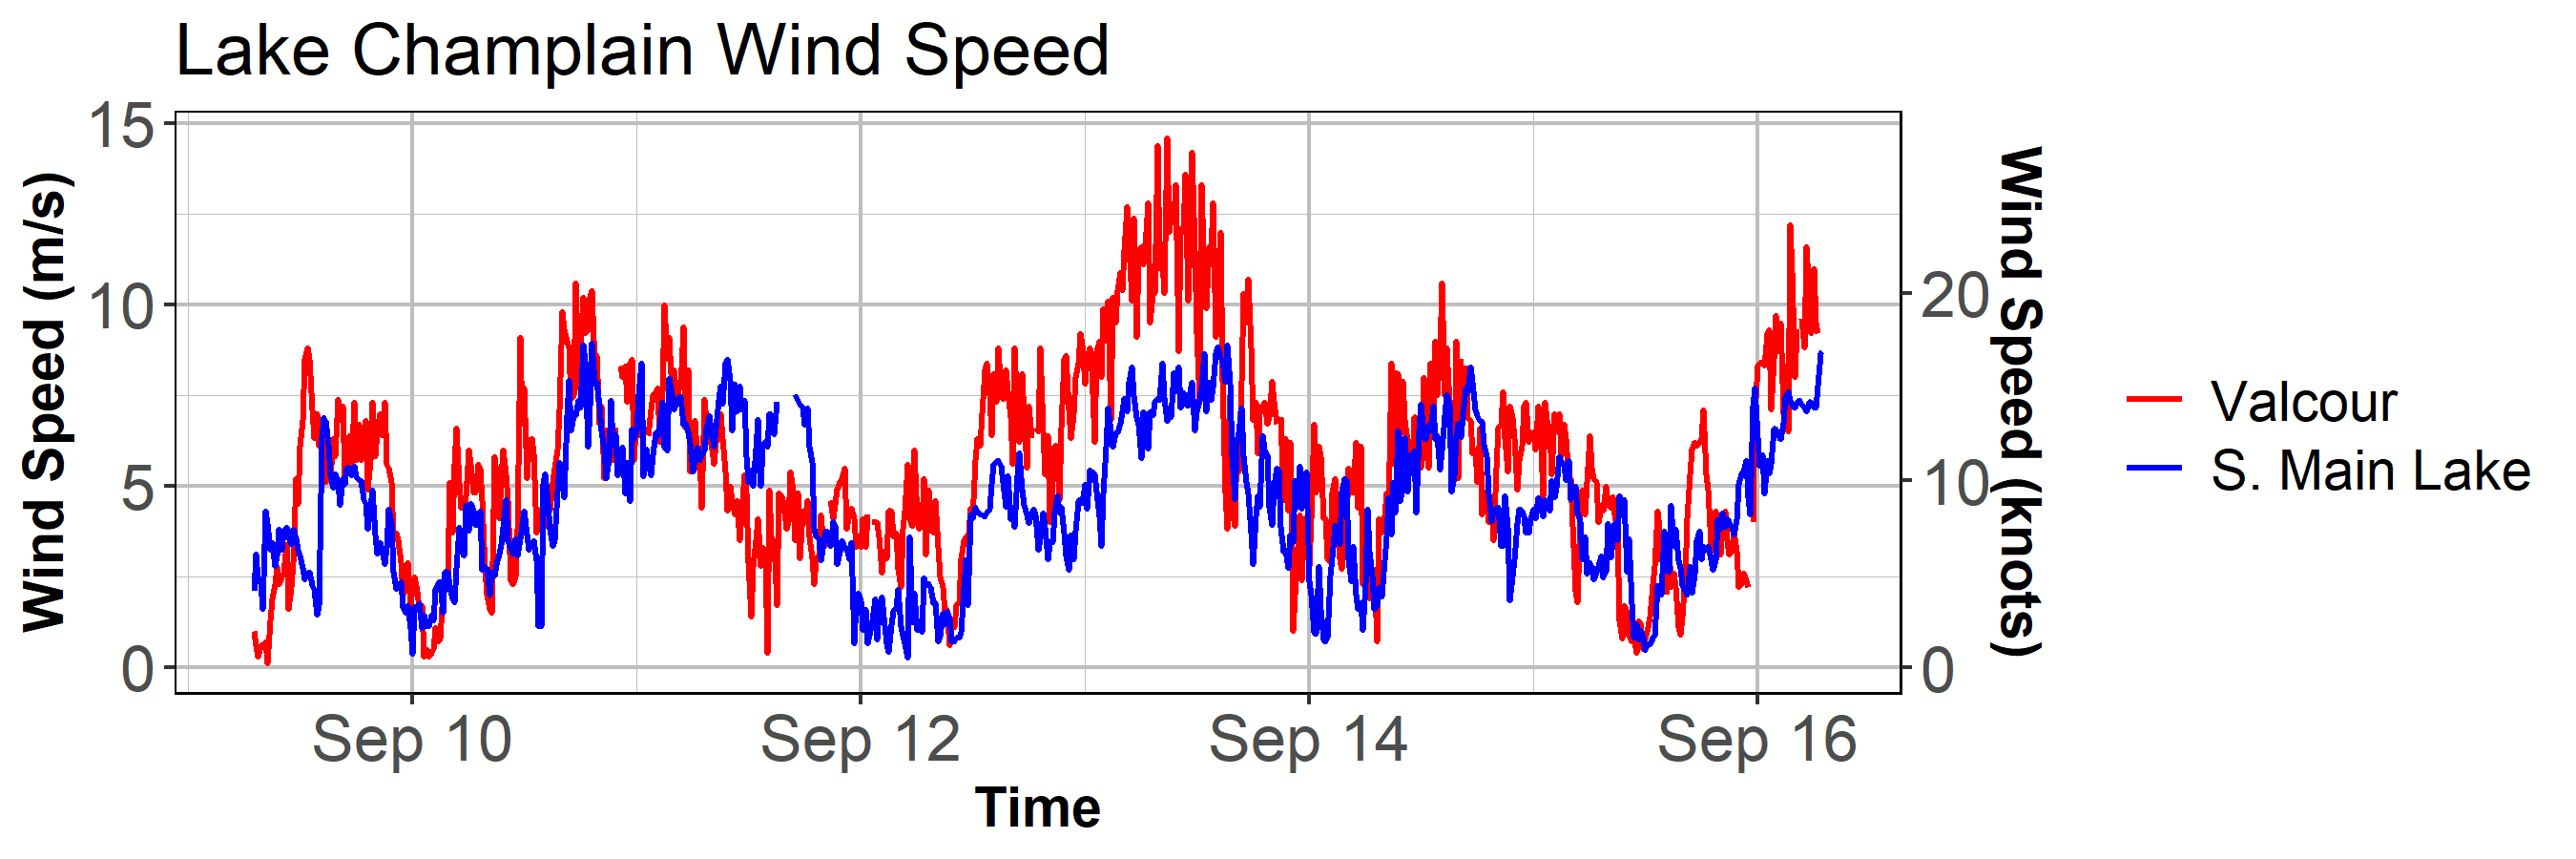 Lake Champlain Wind Speed
Wind Speed (m/s)
15
10
5
0
Sep 10
Sep 12
Sep 14
Sep 16
Time
20
10
0
Wind Speed (knots)
Valcour
S. Main Lake